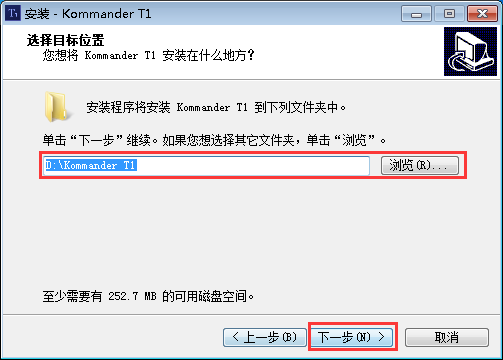 T1 安装 - Kommander T1
选择目标位置
您想将 Kommander T1 安装在什么地方?
安装程序将安装 Kommander T1 到下列文件夹中。
单击“下一步”继续。如果您想选择其它文件夹,单击“浏览”。
D:\Kommander T1 浏览(R)...
至少需要有 252.7 MB 的可用磁盘空间。
< 上一步(B) 下一步(N) > 取消